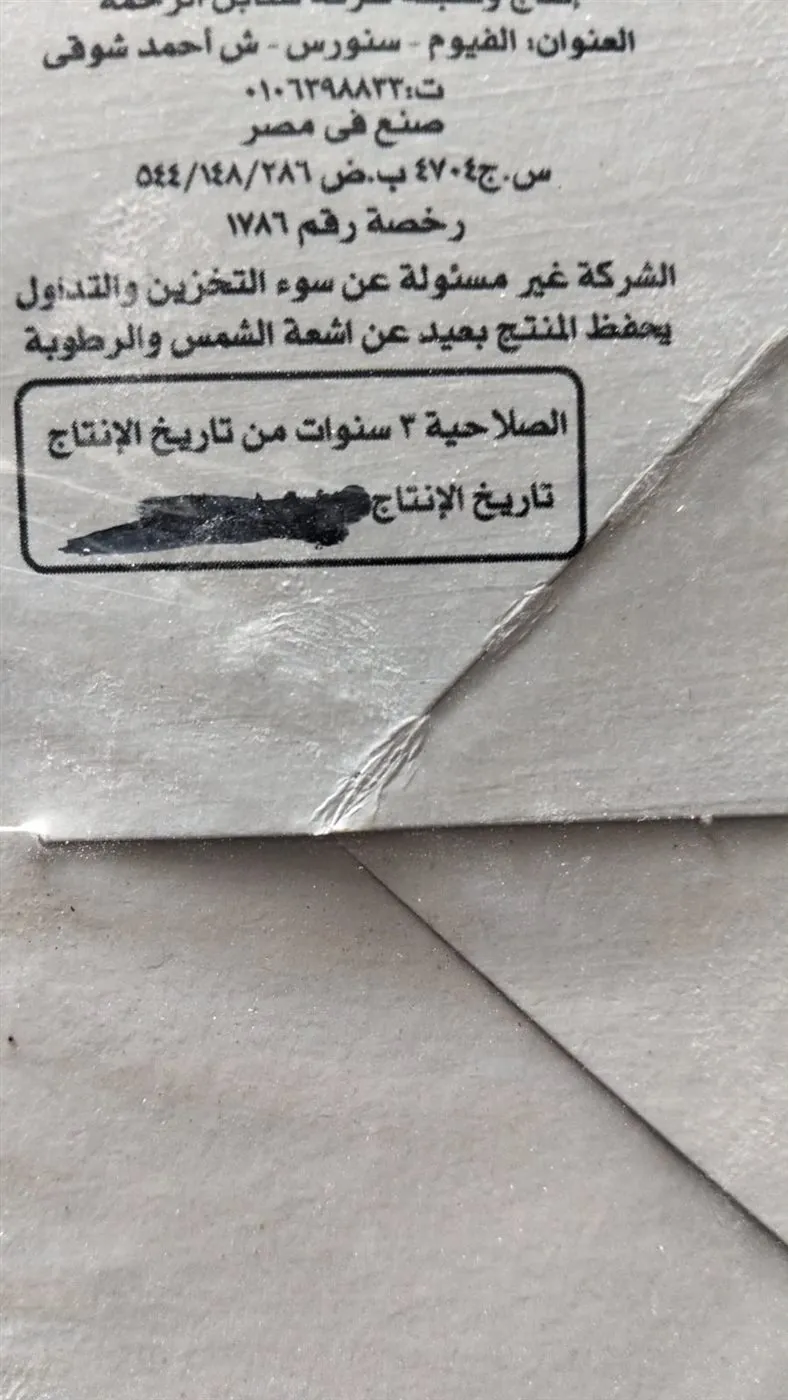 العنوان: الفيوم - سنورس - ش أحمد شوقى
ت:٠١٠٦٣٩٨٨٣٣
صنع فى مصر
س.ج٤٧٠٤ ب.ض ٥٤٤/١٤٨/٢٨٦
رخصة رقم ١٧٨٦
الشركة غير مسئولة عن سوء التخزين والتداول
يحفظ المنتج بعيد عن اشعة الشمس والرطوبة
الصلاحية ٣ سنوات من تاريخ الإنتاج
تاريخ الإنتاج